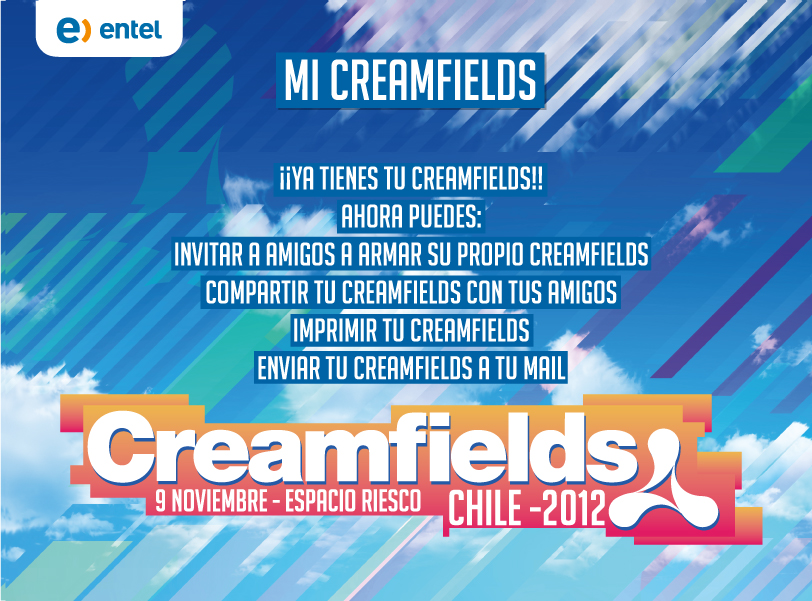 entel
MI CREAMFIELDS
¡¡YA TIENES TU CREAMFIELDS!!
AHORA PUEDES:
INVITAR A AMIGOS A ARMAR SU PROPIO CREAMFIELDS
COMPARTIR TU CREAMFIELDS CON TUS AMIGOS
IMPRIMIR TU CREAMFIELDS
ENVIAR TU CREAMFIELDS A TU MAIL
Creamfields
9 NOVIEMBRE - ESPACIO RIESCO
CHILE -2012